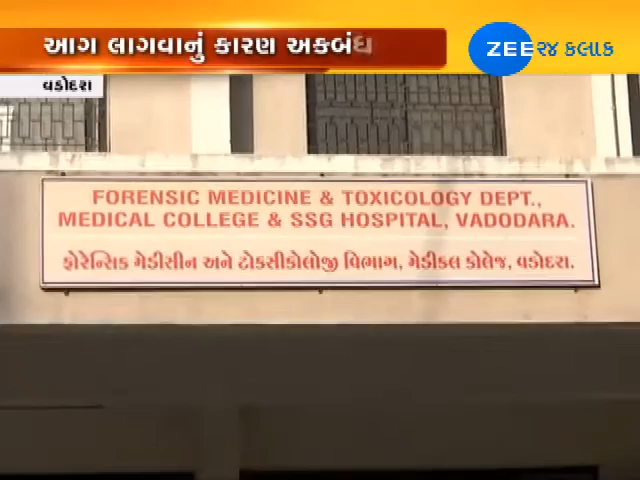 આગ લાગવાનું કારણ અકબંધ
ZEE ૨૪ કલાક
વડોદરા
FORENSIC MEDICINE & TOXICOLOGY DEPT.,
MEDICAL COLLEGE & SSG HOSPITAL, VADODARA.
ફોરેન્સિક મેડીસીન અને ટોકસીકોલોજી વિભાગ, મેડીકલ કોલેજ, વડોદરા.